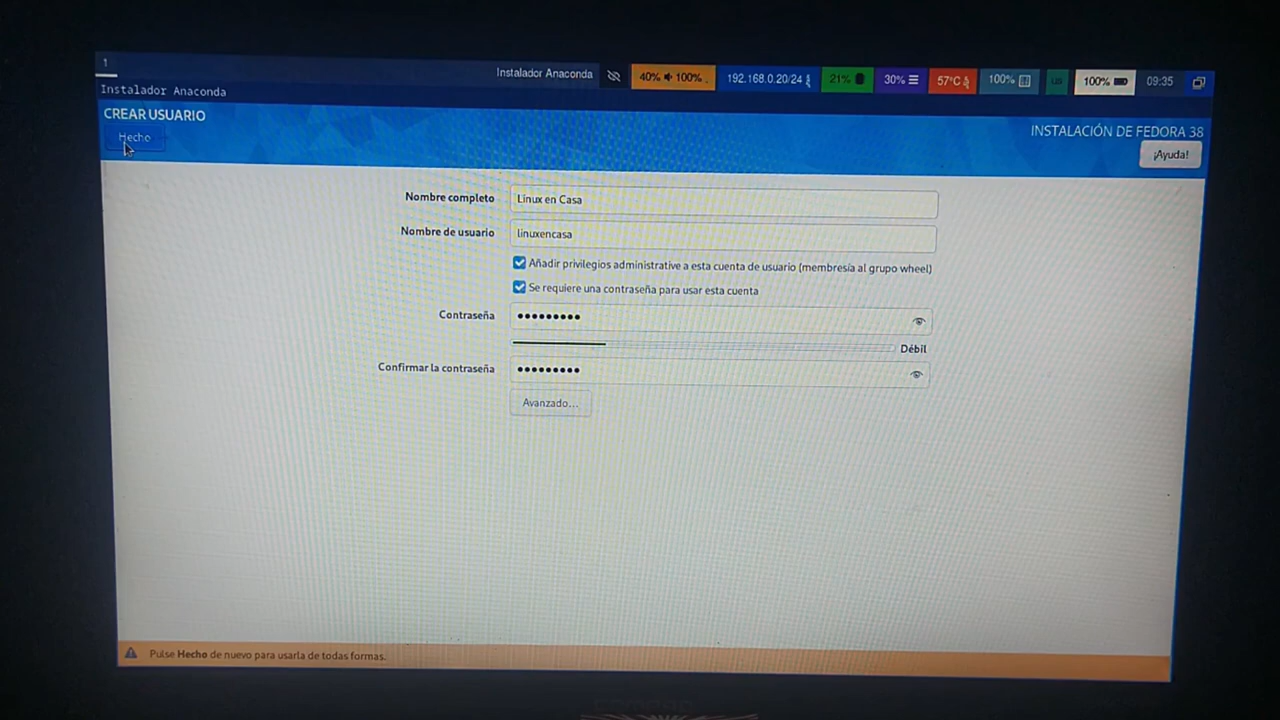 1
Instalador Anaconda
40% 100%
192.168.0.20/24
21%
30%
57°C
100%
100%
09:35
Instalador Anaconda
CREAR USUARIO
Hecho
INSTALACIÓN DE FEDORA 38
¡Ayuda!
Nombre completo
Linux en Casa
Nombre de usuario
linuxencasa
Añadir privilegios administrative a esta cuenta de usuario (membresía al grupo wheel)
Se requiere una contraseña para usar esta cuenta
Contraseña
•••••••••
Débil
Confirmar la contraseña
•••••••••
Avanzado...
Pulse Hecho de nuevo para usarla de todas formas.